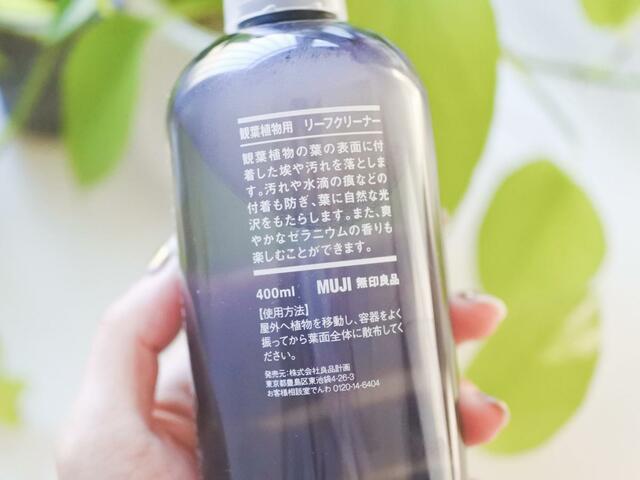 観葉植物用 リーフクリーナー
観葉植物の葉の表面に付
着した埃や汚れを落としま
す。汚れや水滴の痕などの
付着も防ぎ、葉に自然な光
沢をもたらします。また、爽
やかなゼラニウムの香りも
楽しむことができます。
400ml MUJI 無印良品
【使用方法】
屋外へ植物を移動し、容器をよく
振ってから葉面全体に散布してく
ださい。
発売元:株式会社良品計画
東京都豊島区東池袋4-26-3
お客様相談室でんわ 0120-14-6404